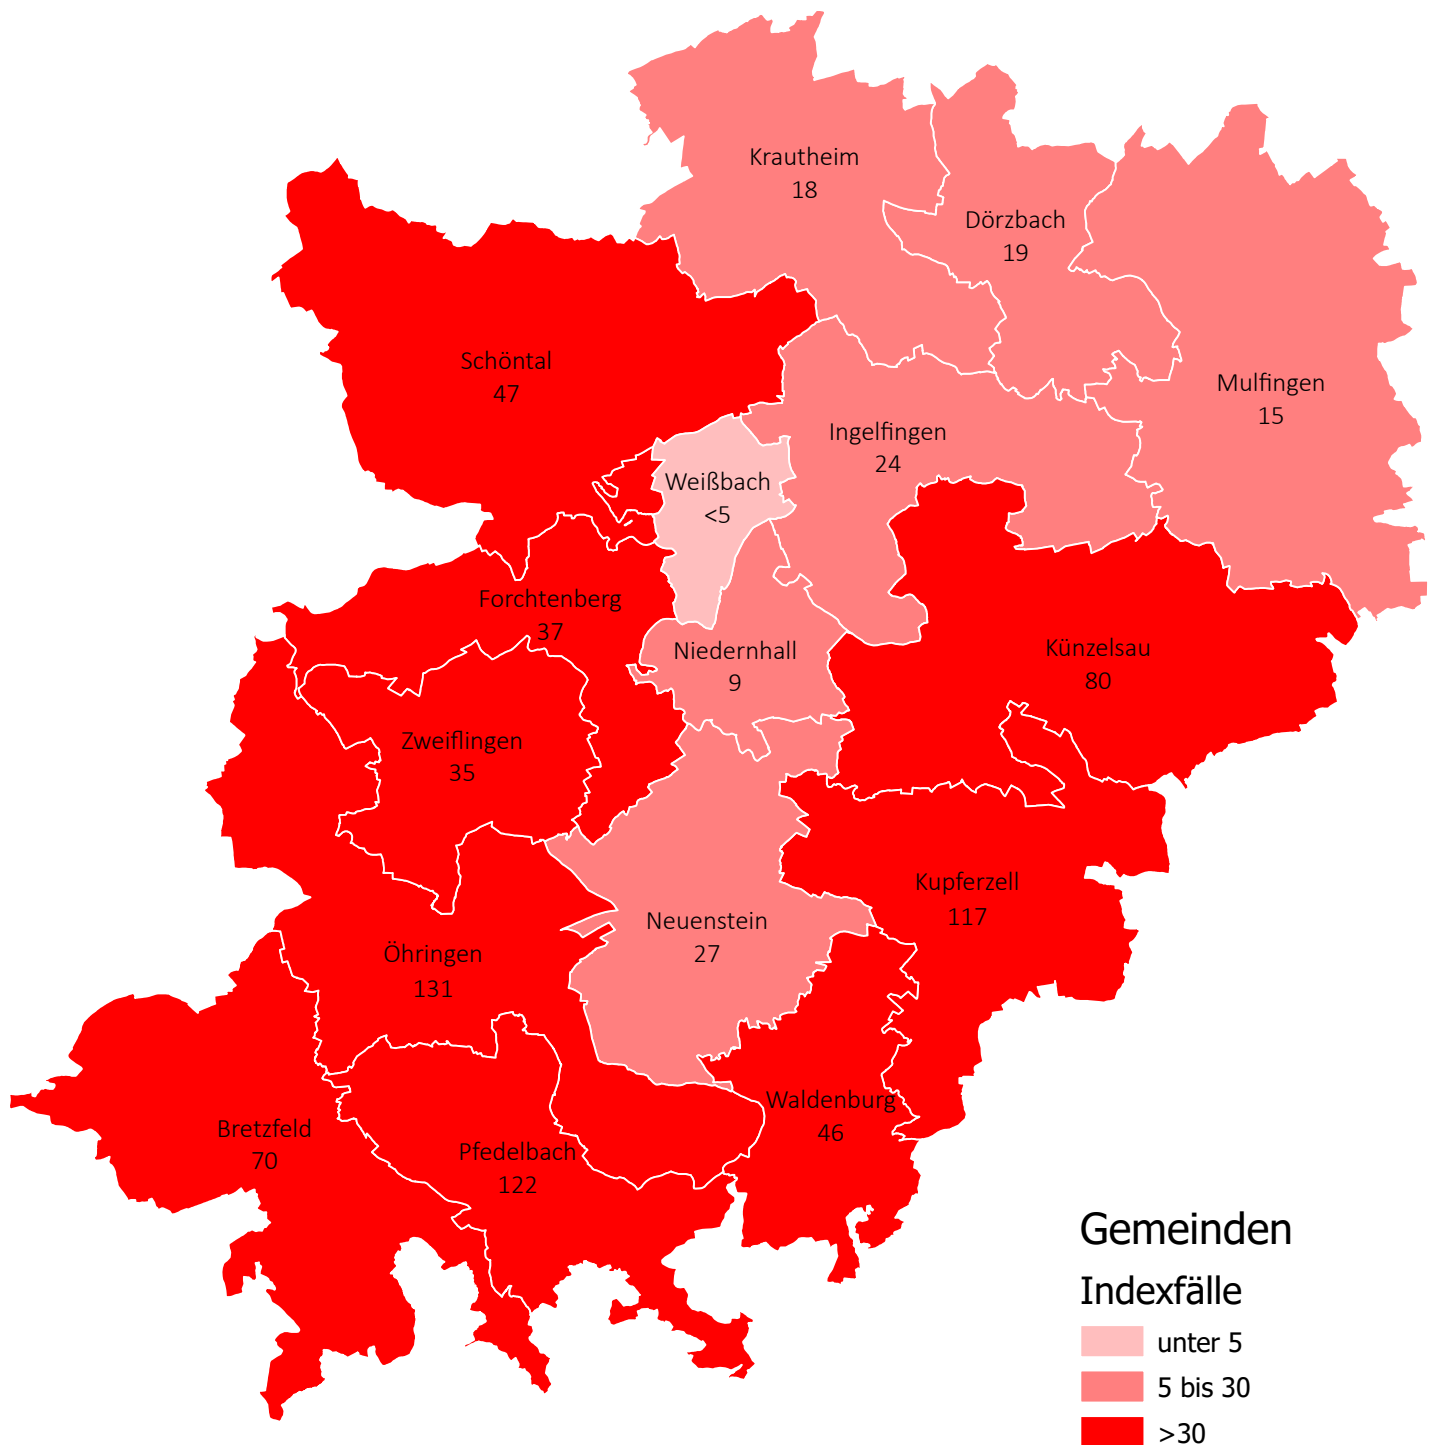 Krautheim
18
Dörzbach
19
Schöntal
47
Mulfingen
15
Ingelfingen
24
Weißbach
<5
Forchtenberg
37
Niedernhall
9
Künzelsau
80
Zweiflingen
35
Kupferzell
117
Neuenstein
27
Öhringen
131
Waldenburg
46
Bretzfeld
70
Pfedelbach
122
Gemeinden
Indexfälle
unter 5
5 bis 30
>30